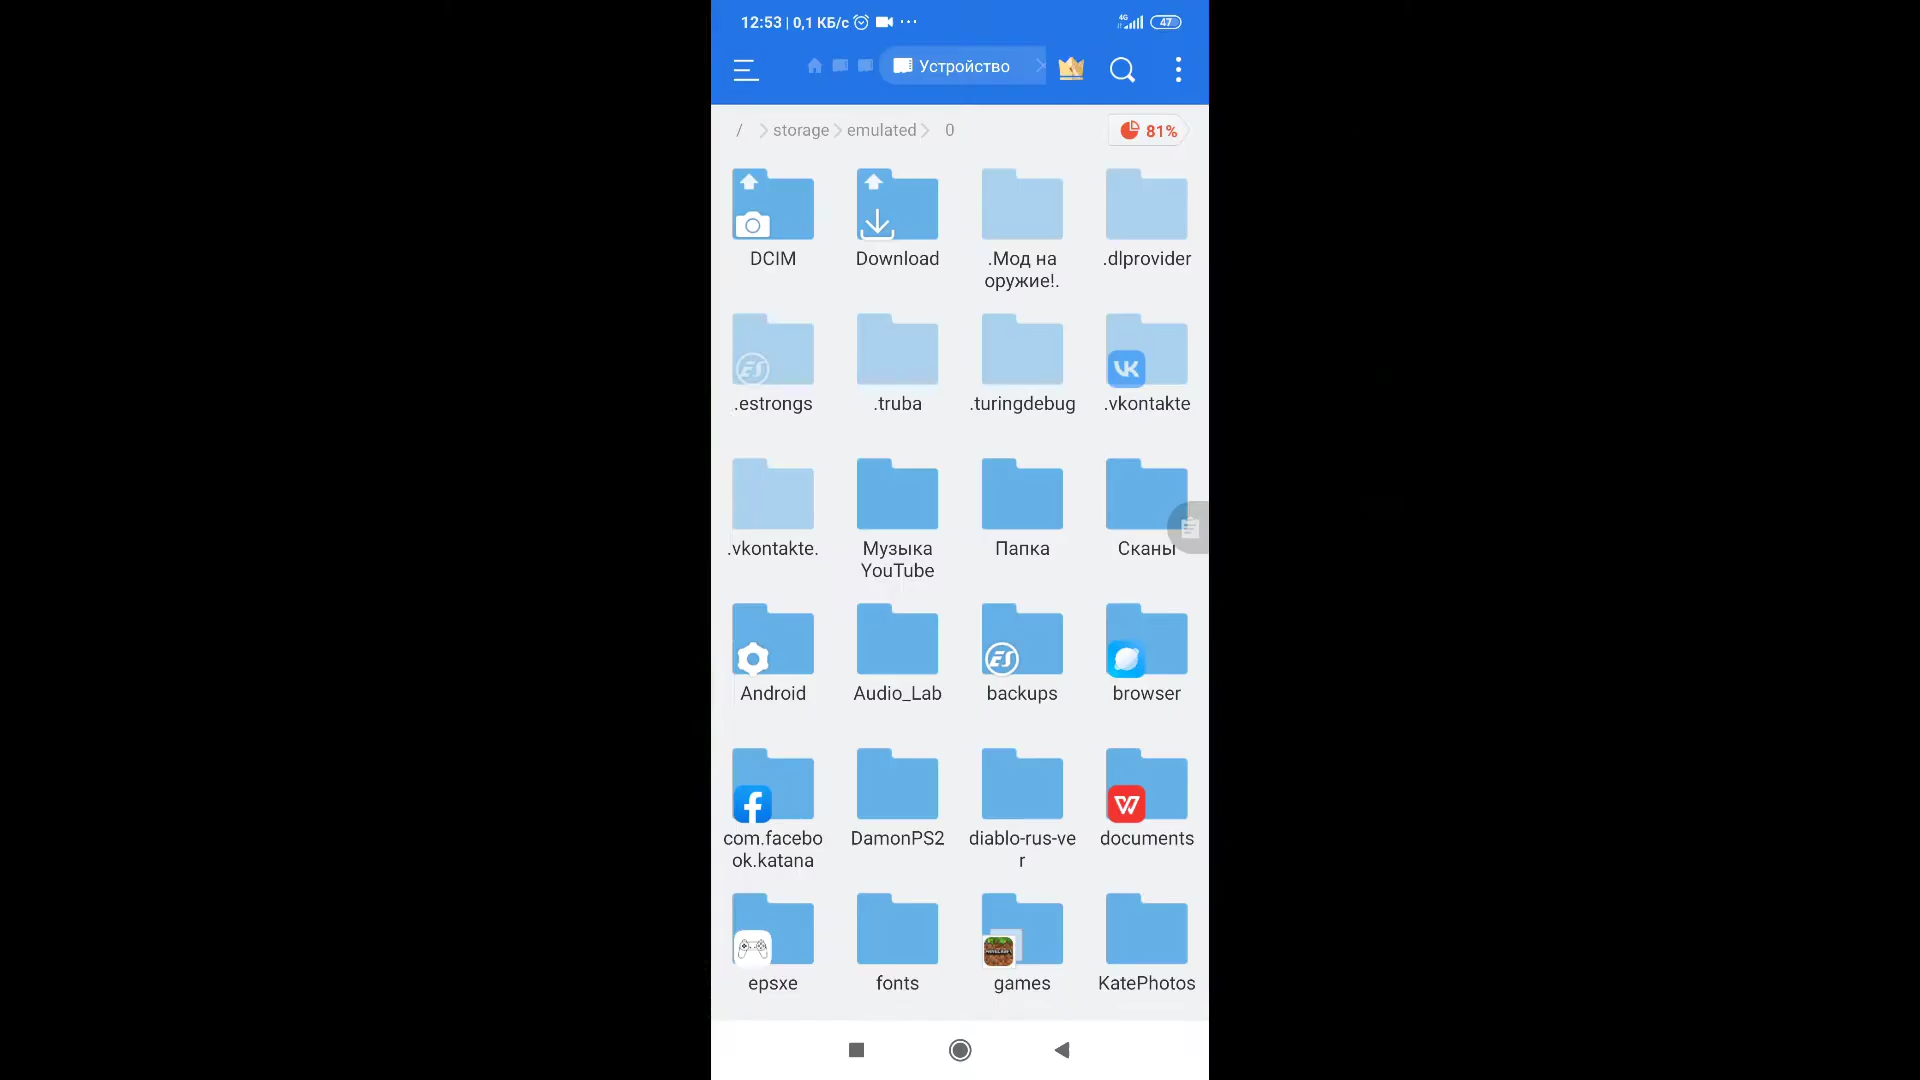 12:53 | 0,1 КБ/с ... 4G 47
Устройство
/ storage emulated 0 81%
DCIM Download .Мод на .dlprovider
оружие!.
.estrongs .truba .turingdebug .vkontakte
.vkontakte. Музыка Папка Сканы
YouTube
Android Audio_Lab backups browser
com.facebo DamonPS2 diablo-rus-ve documents
ok.katana r
epsxe fonts games KatePhotos